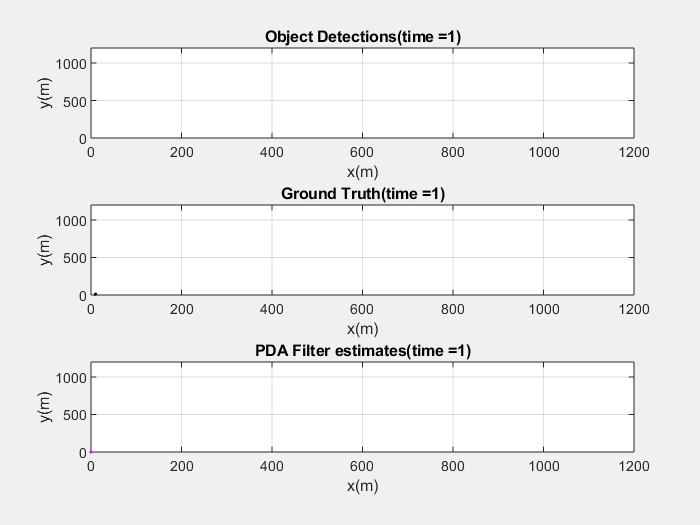 Object Detections(time =1)
1000
500
0
y(m)
0 200 400 600 800 1000 1200
x(m)
Ground Truth(time =1)
1000
500
0
y(m)
0 200 400 600 800 1000 1200
x(m)
PDA Filter estimates(time =1)
1000
500
0
y(m)
0 200 400 600 800 1000 1200
x(m)